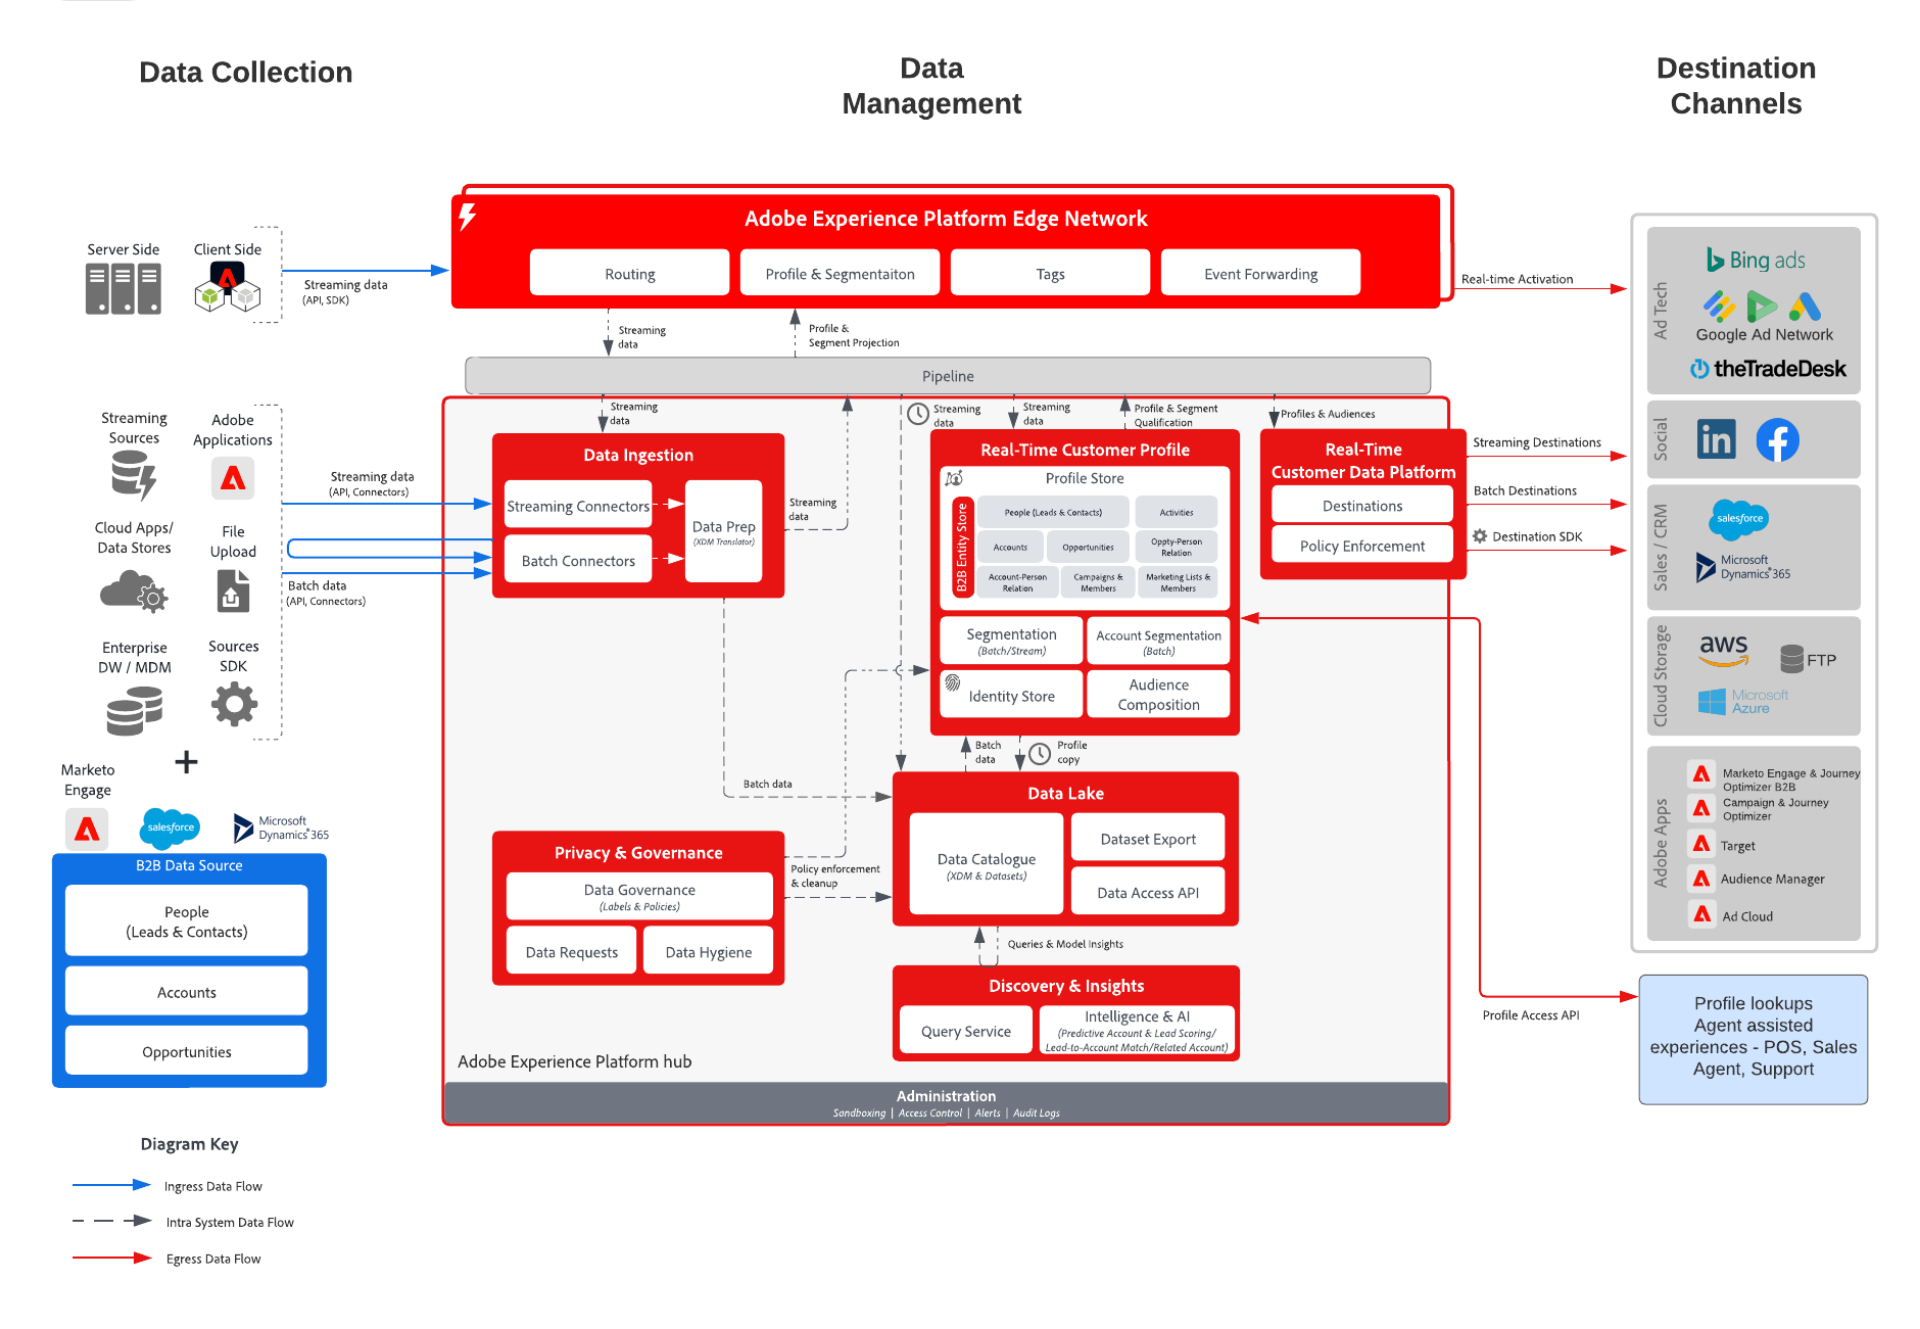 Data Collection
Data
Management
Destination
Channels
Server Side
Client Side
Streaming data
(API, SDK)
Adobe Experience Platform Edge Network
Routing
Profile & Segmentaiton
Tags
Event Forwarding
Real-time Activation
Streaming
data
Profile &
Segment Projection
Pipeline
Streaming
Sources
Adobe
Applications
Cloud Apps/
Data Stores
File
Upload
Enterprise
DW / MDM
Sources
SDK
Streaming data
(API, Connectors)
Batch data
(API, Connectors)
+
Marketo
Engage
salesforce
Microsoft
Dynamics 365
B2B Data Source
People
(Leads & Contacts)
Accounts
Opportunities
Streaming
data
Data Ingestion
Streaming Connectors
Batch Connectors
Data Prep
(XDM Translator)
Streaming
data
Streaming
data
Streaming
data
Profile & Segment
Qualification
Profiles & Audiences
Real-Time Customer Profile
Profile Store
B2B Entity Store
People (Leads & Contacts)
Activities
Accounts
Opportunities
Oppty-Person
Relation
Account-Person
Relation
Campaigns &
Members
Marketing Lists &
Members
Segmentation
(Batch/Stream)
Account Segmentation
(Batch)
Identity Store
Audience
Composition
Real-Time
Customer Data Platform
Destinations
Policy Enforcement
Streaming Destinations
Batch Destinations
Destination SDK
Batch
data
Profile
copy
Batch data
Data Lake
Data Catalogue
(XDM & Datasets)
Dataset Export
Data Access API
Privacy & Governance
Data Governance
(Labels & Policies)
Data Requests
Data Hygiene
Policy enforcement
& cleanup
Queries & Model Insights
Discovery & Insights
Query Service
Intelligence & AI
(Predictive Account & Lead Scoring/
Lead-to-Account Match/Related Account)
Adobe Experience Platform hub
Administration
Sandboxing | Access Control | Alerts | Audit Logs
Ad Tech
Bing ads
Google Ad Network
theTradeDesk
Social
in
f
Sales / CRM
salesforce
Microsoft
Dynamics 365
Cloud Storage
aws
FTP
Microsoft
Azure
Adobe Apps
Marketo Engage & Journey
Optimizer B2B
Campaign & Journey
Optimizer
Target
Audience Manager
Ad Cloud
Profile Access API
Profile lookups
Agent assisted
experiences - POS, Sales
Agent, Support
Diagram Key
Ingress Data Flow
Intra System Data Flow
Egress Data Flow